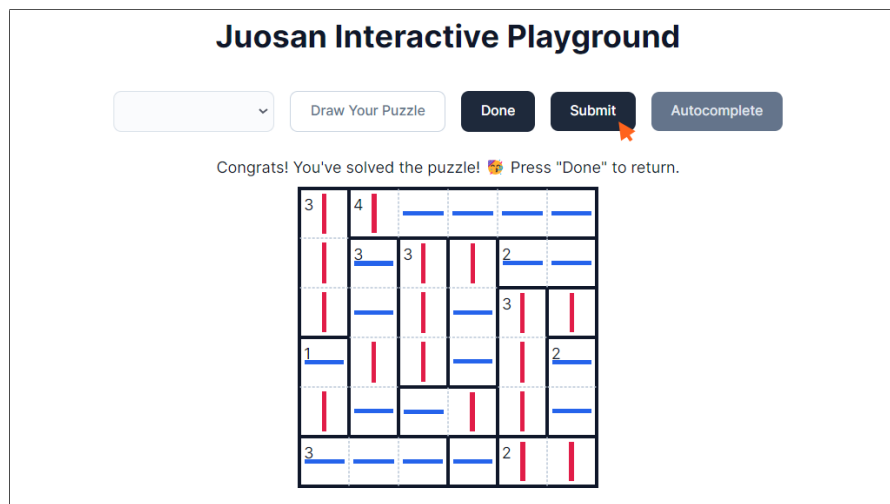 Juosan Interactive Playground
Draw Your Puzzle Done Submit Autocomplete
Congrats! You've solved the puzzle! 🥳 Press "Done" to return.
3 4
3 3 2
3
1 2
3 2